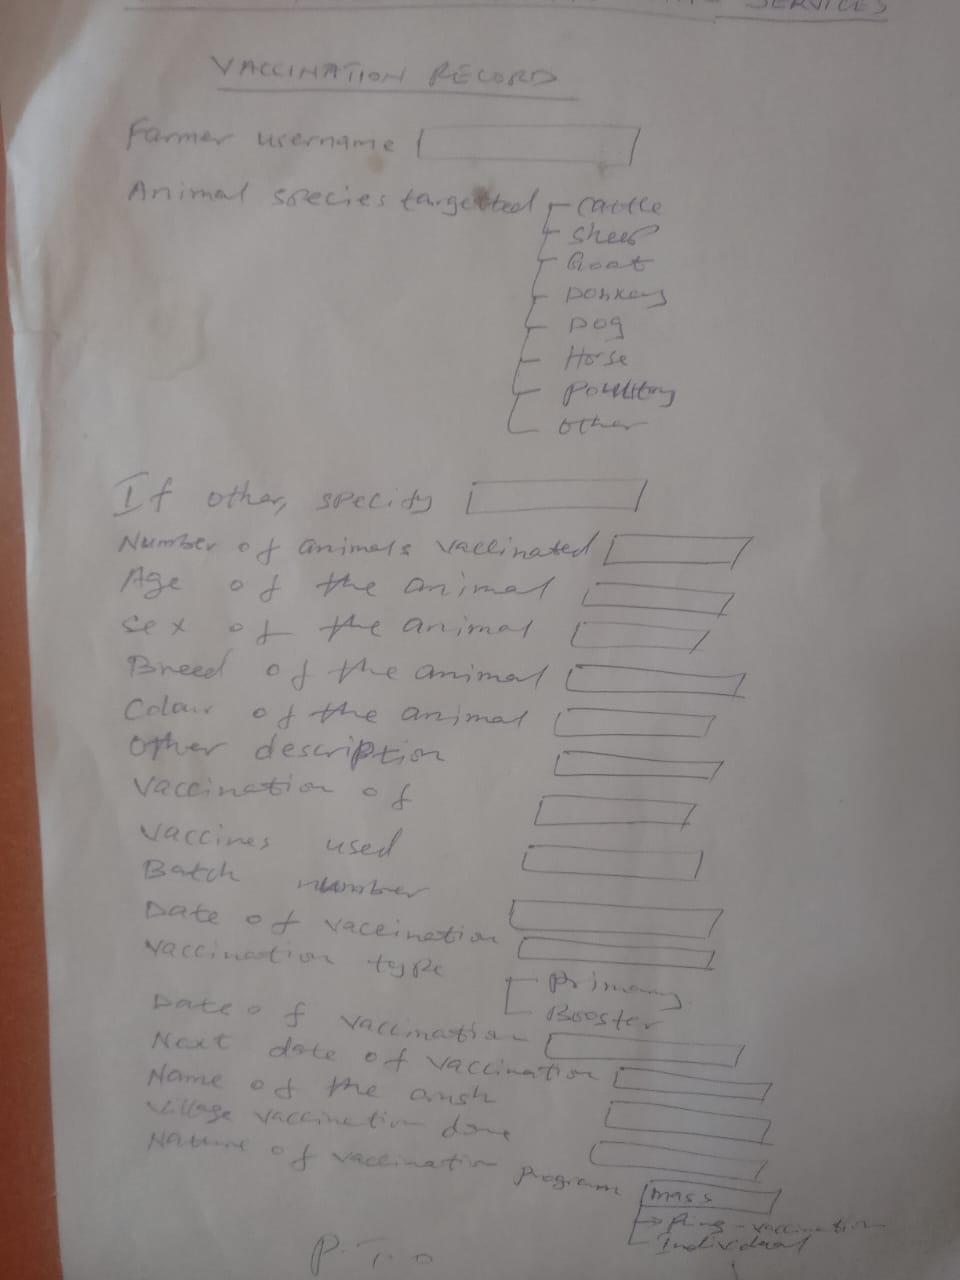 SERVICES
VACCINATION RECORD
Farmer username
Animal species targetted - cattle
- sheep
- Goat
- Donkey
- Dog
- Horse
- Poultry
- other
If other, specify
Number of animals vaccinated
Age of the animal
Sex of the animal
Breed of the animal
Colour of the animal
Other description
Vaccination of
vaccines used
Batch number
Date of vaccination
Vaccination type
- Primary
- Booster
Date of vaccination
Next date of vaccination
Name of the
Village vaccination done
Nature of vaccination program
mass
Ring-vaccination
Individual
P.T.O